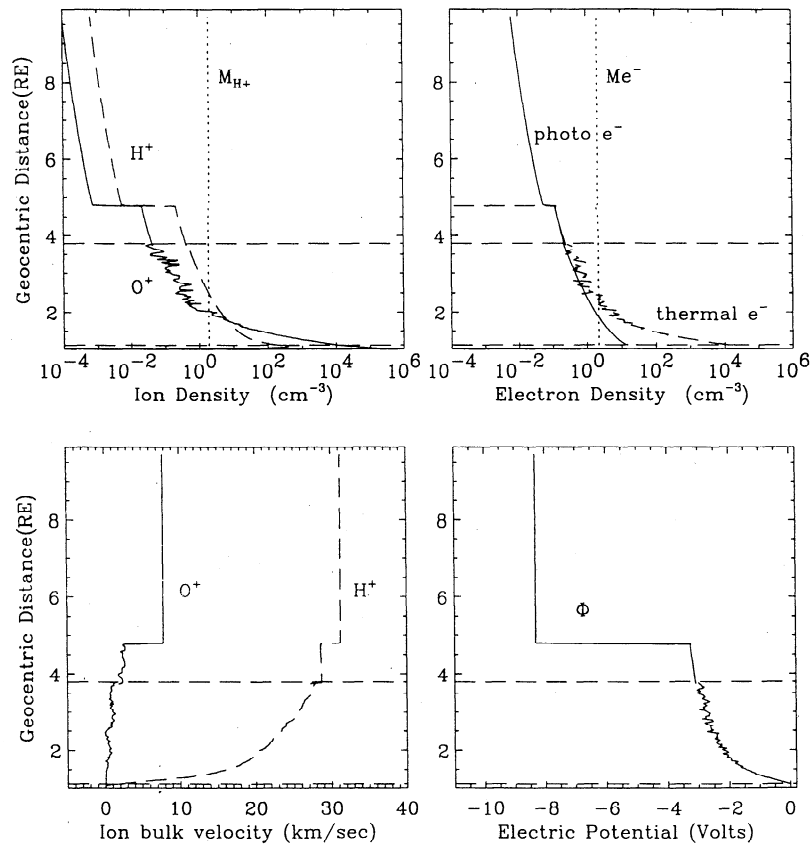 Geocentric Distance(RE)
8
6
4
2
M_H+
H⁺
O⁺
10⁻⁴ 10⁻² 10⁰ 10² 10⁴ 10⁶
Ion Density (cm⁻³)
8
6
4
2
Me⁻
photo e⁻
thermal e⁻
10⁻⁴ 10⁻² 10⁰ 10² 10⁴ 10⁶
Electron Density (cm⁻³)
Geocentric Distance(RE)
8
6
4
2
O⁺ H⁺
0 10 20 30 40
Ion bulk velocity (km/sec)
8
6
4
2
Φ
−10 −8 −6 −4 −2 0
Electric Potential (Volts)